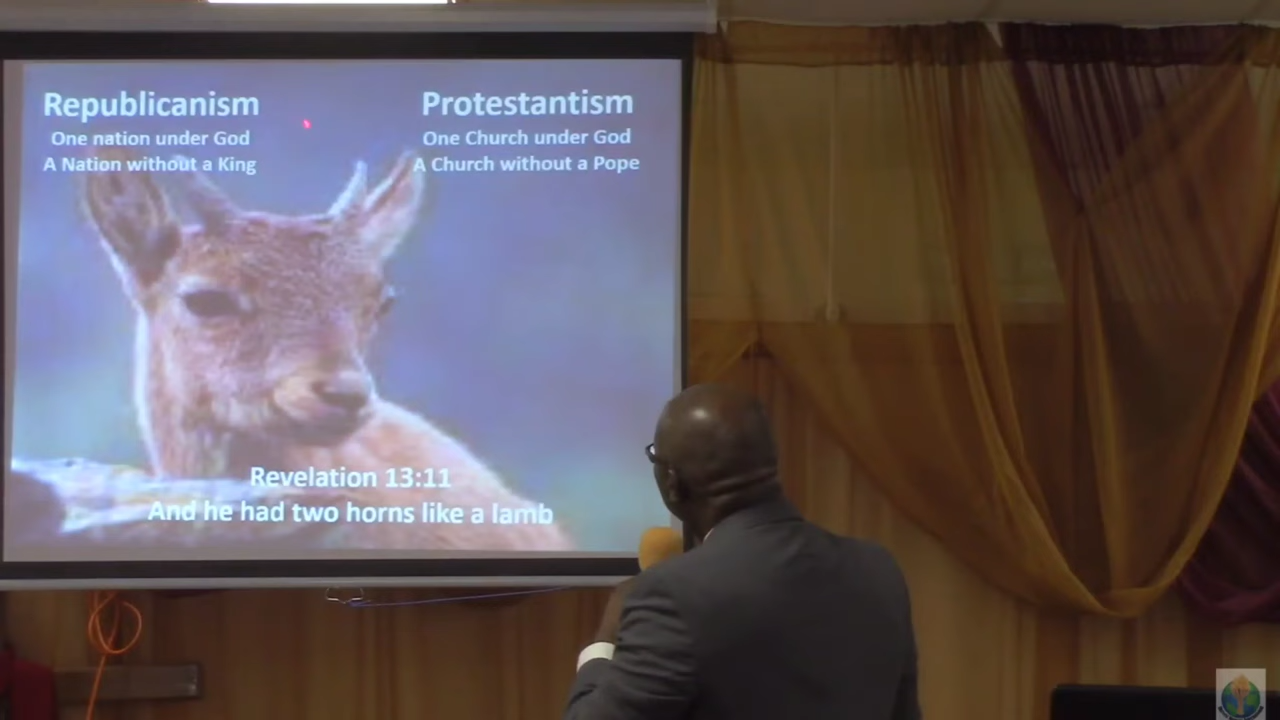 Republicanism
One nation under God
A Nation without a King
Protestantism
One Church under God
A Church without a Pope
Revelation 13:11
And he had two horns like a lamb